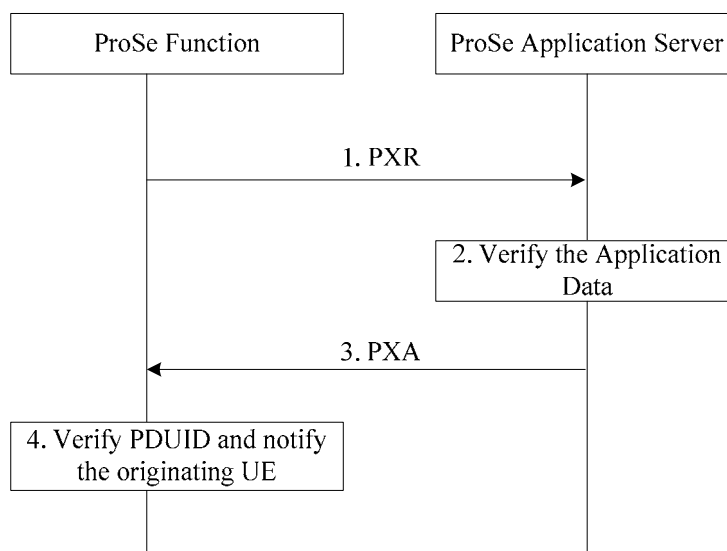 ProSe Function
ProSe Application Server
1. PXR
2. Verify the Application
Data
3. PXA
4. Verify PDUID and notify
the originating UE